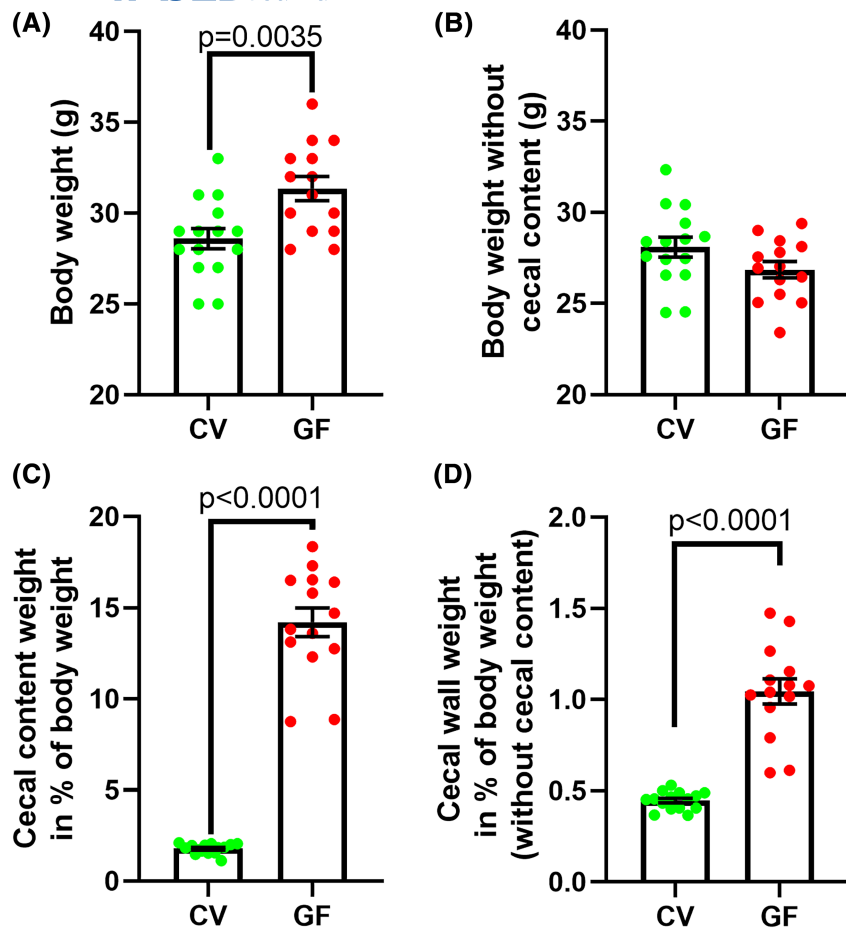 (A)
p=0.0035
Body weight (g)
40
35
30
25
20
CV
GF
(B)
Body weight without
cecal content (g)
40
35
30
25
20
CV
GF
(C)
p<0.0001
Cecal content weight
in % of body weight
20
15
10
5
0
CV
GF
(D)
p<0.0001
Cecal wall weight
in % of body weight
(without cecal content)
2.0
1.5
1.0
0.5
0.0
CV
GF